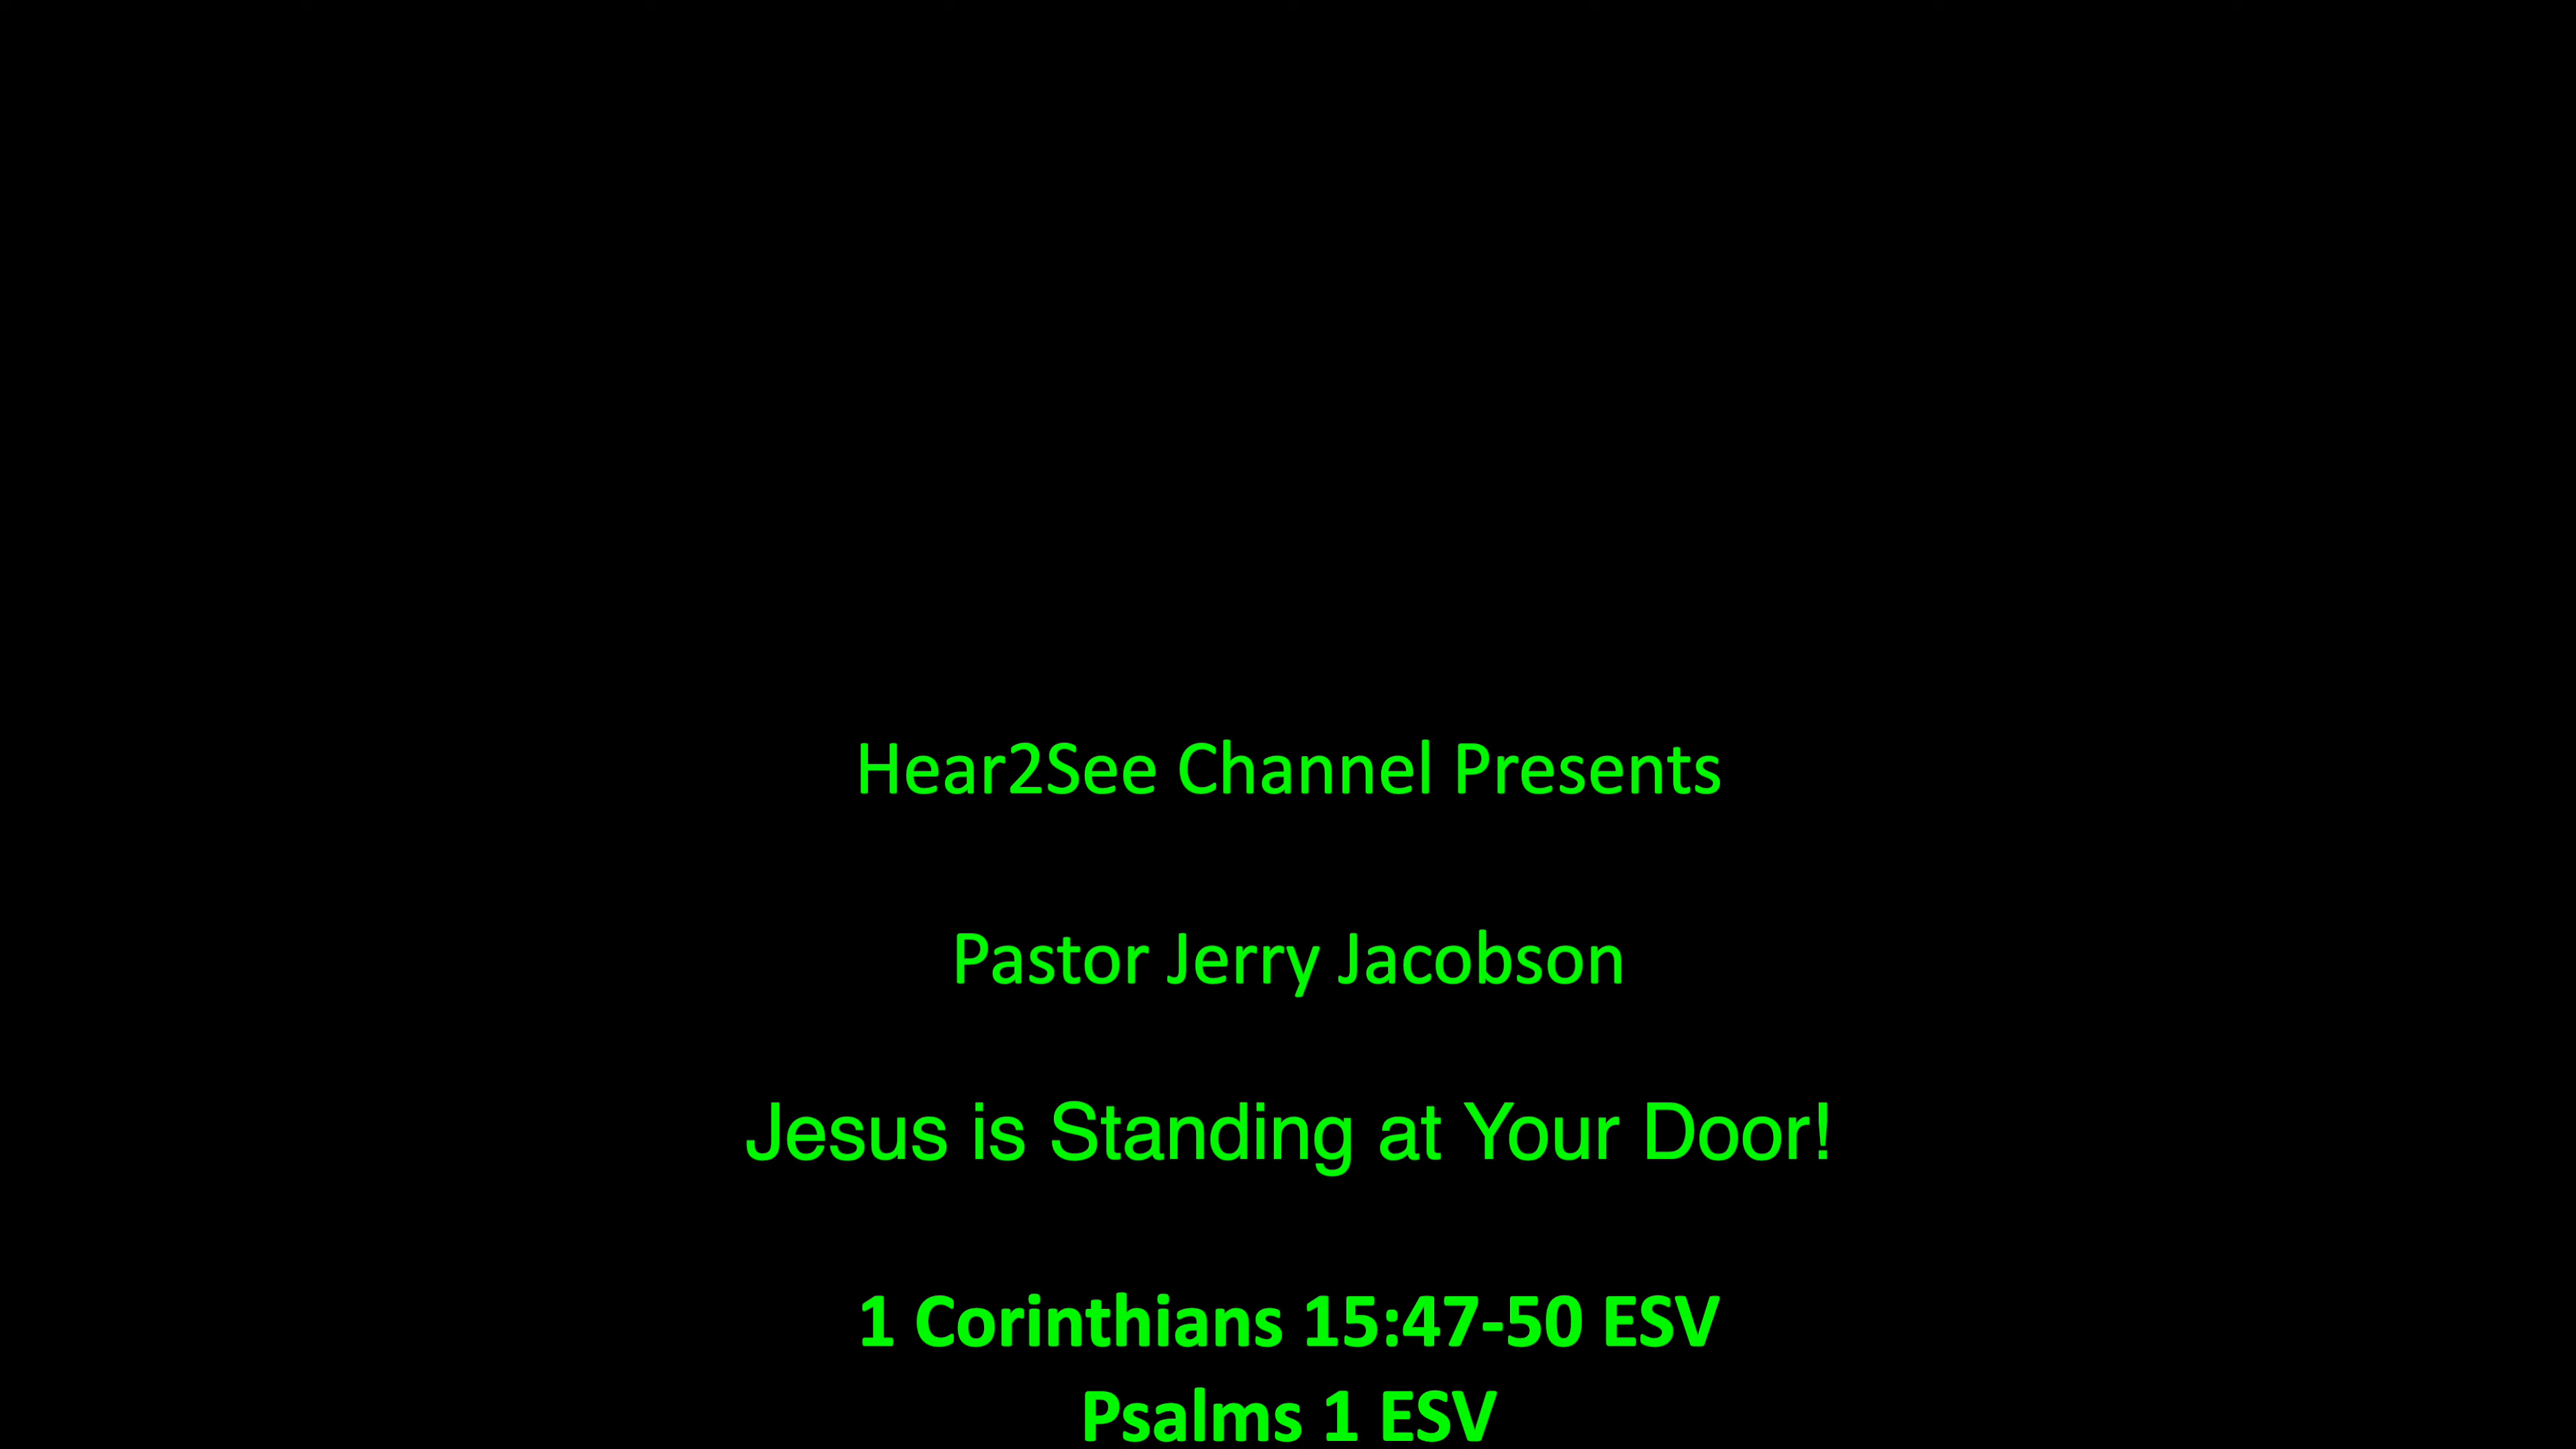 Hear2See Channel Presents
Pastor Jerry Jacobson
Jesus is Standing at Your Door!
1 Corinthians 15:47-50 ESV
Psalms 1 ESV